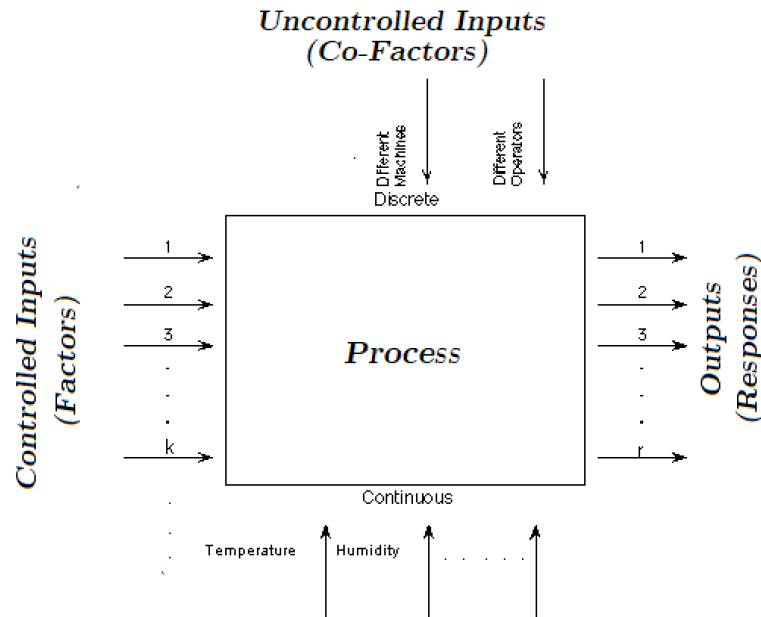 Uncontrolled Inputs
(Co-Factors)
Dfferent
Machines
Different
Operators
Discrete
Controlled Inputs
(Factors)
1
2
3
k
Process
1
2
3
r
Outputs
(Responses)
Continuous
Temperature
Humidity